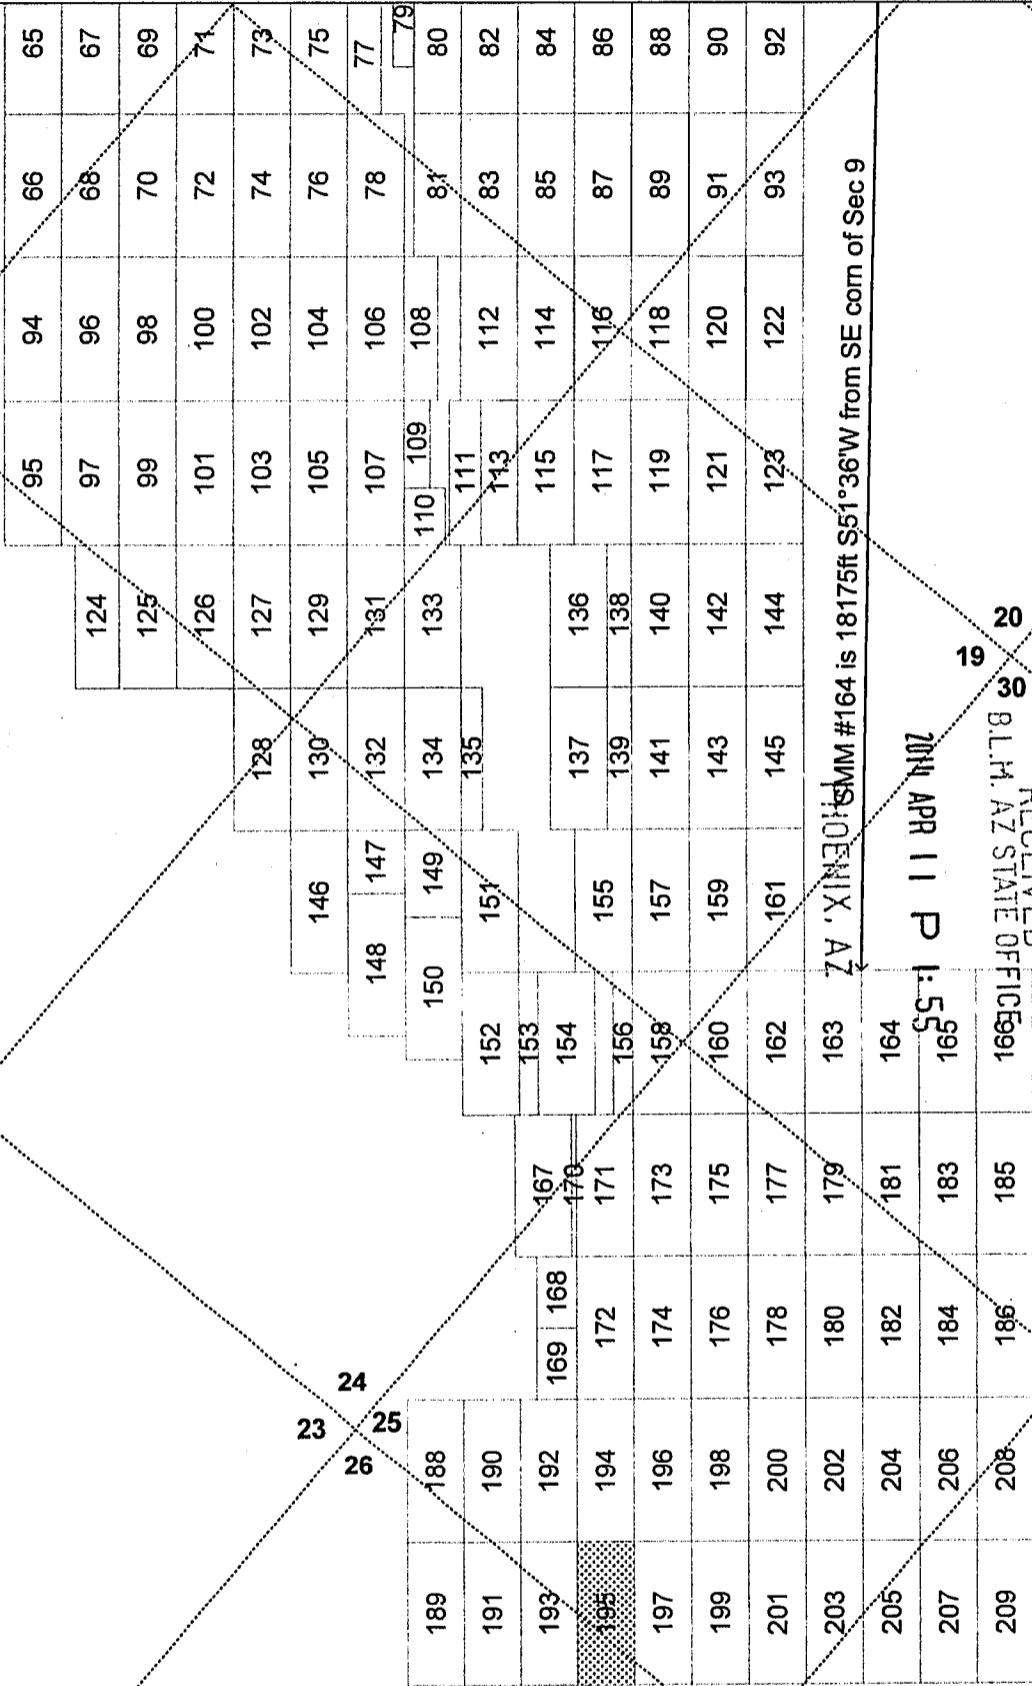 65 67 69 71 73 75 77 79 80 82 84 86 88 90 92
66 68 70 72 74 76 78 81 83 85 87 89 91 93
94 96 98 100 102 104 106 108 112 114 116 118 120 122
95 97 99 101 103 105 107 109 111 113 115 117 119 121 123
110
124 125 126 127 129 131 133 136 138 140 142 144
128 130 132 134 135 137 139 141 143 145
146 147 149 151 155 157 159 161
148 150
152 153 154 156 158 160 162 163 164 165 166
167 170 171 173 175 177 179 181 183 185
168
169 172 174 176 178 180 182 184 186
188 190 192 194 196 198 200 202 204 206 208
189 191 193 195 197 199 201 203 205 207 209
SMM #164 is 18175ft S51°36'W from SE corn of Sec 9
19 20
30
24
23 25
26
RECEIVED
B.L.M. AZ STATE OFFICE
2014 APR 11 P 1:55
PHOENIX, AZ